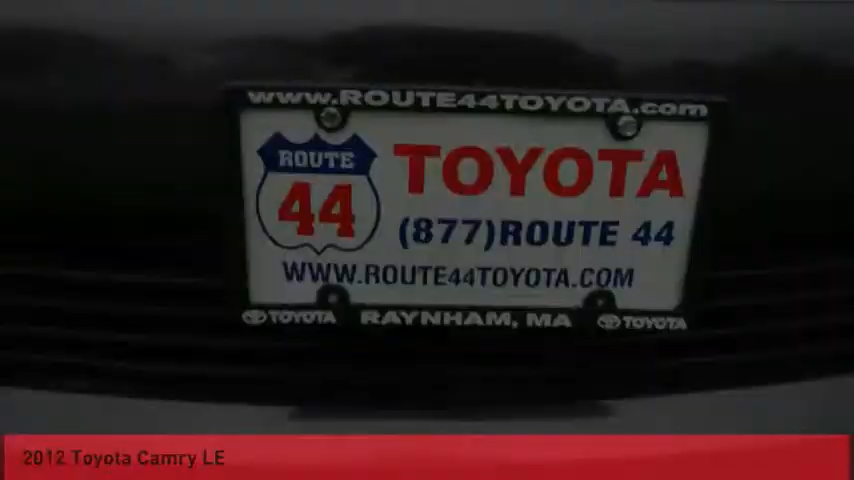 www.ROUTE44TOYOTA.com
ROUTE
44
TOYOTA
(877)ROUTE 44
WWW.ROUTE44TOYOTA.COM
TOYOTA RAYNHAM, MA TOYOTA
2012 Toyota Camry LE